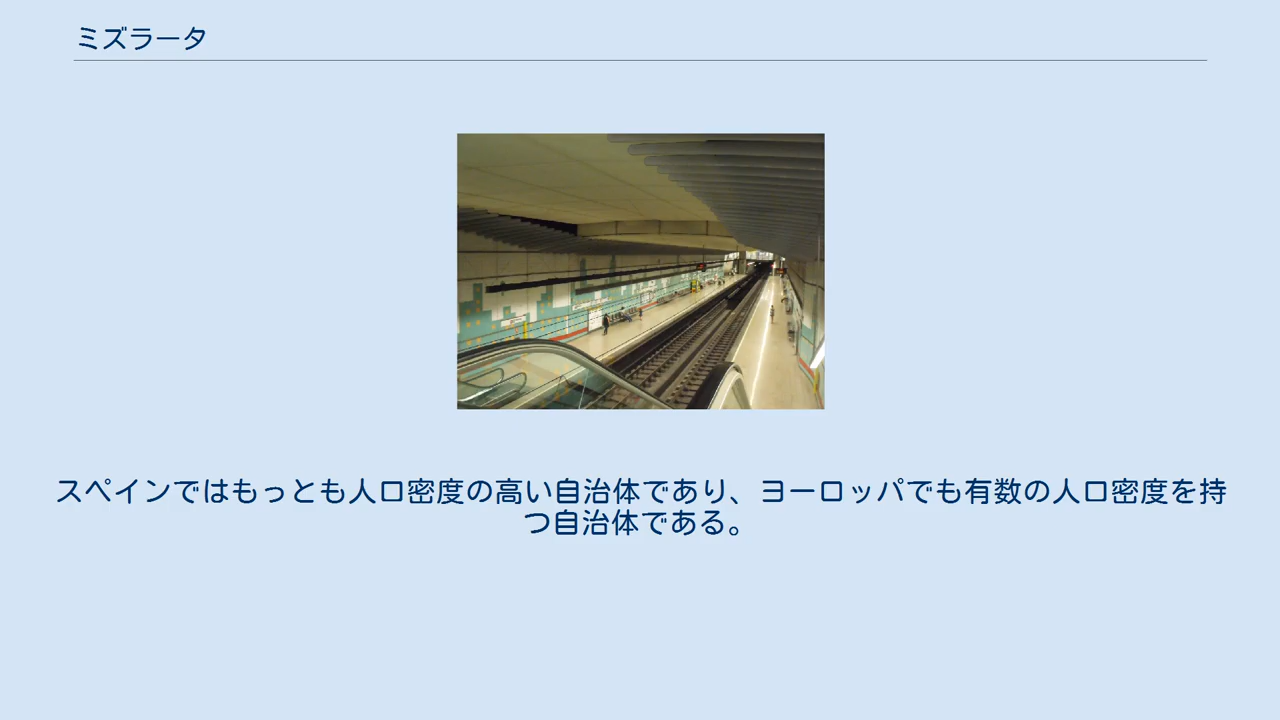 ミズラータ
スペインではもっとも人口密度の高い自治体であり、ヨーロッパでも有数の人口密度を持
つ自治体である。